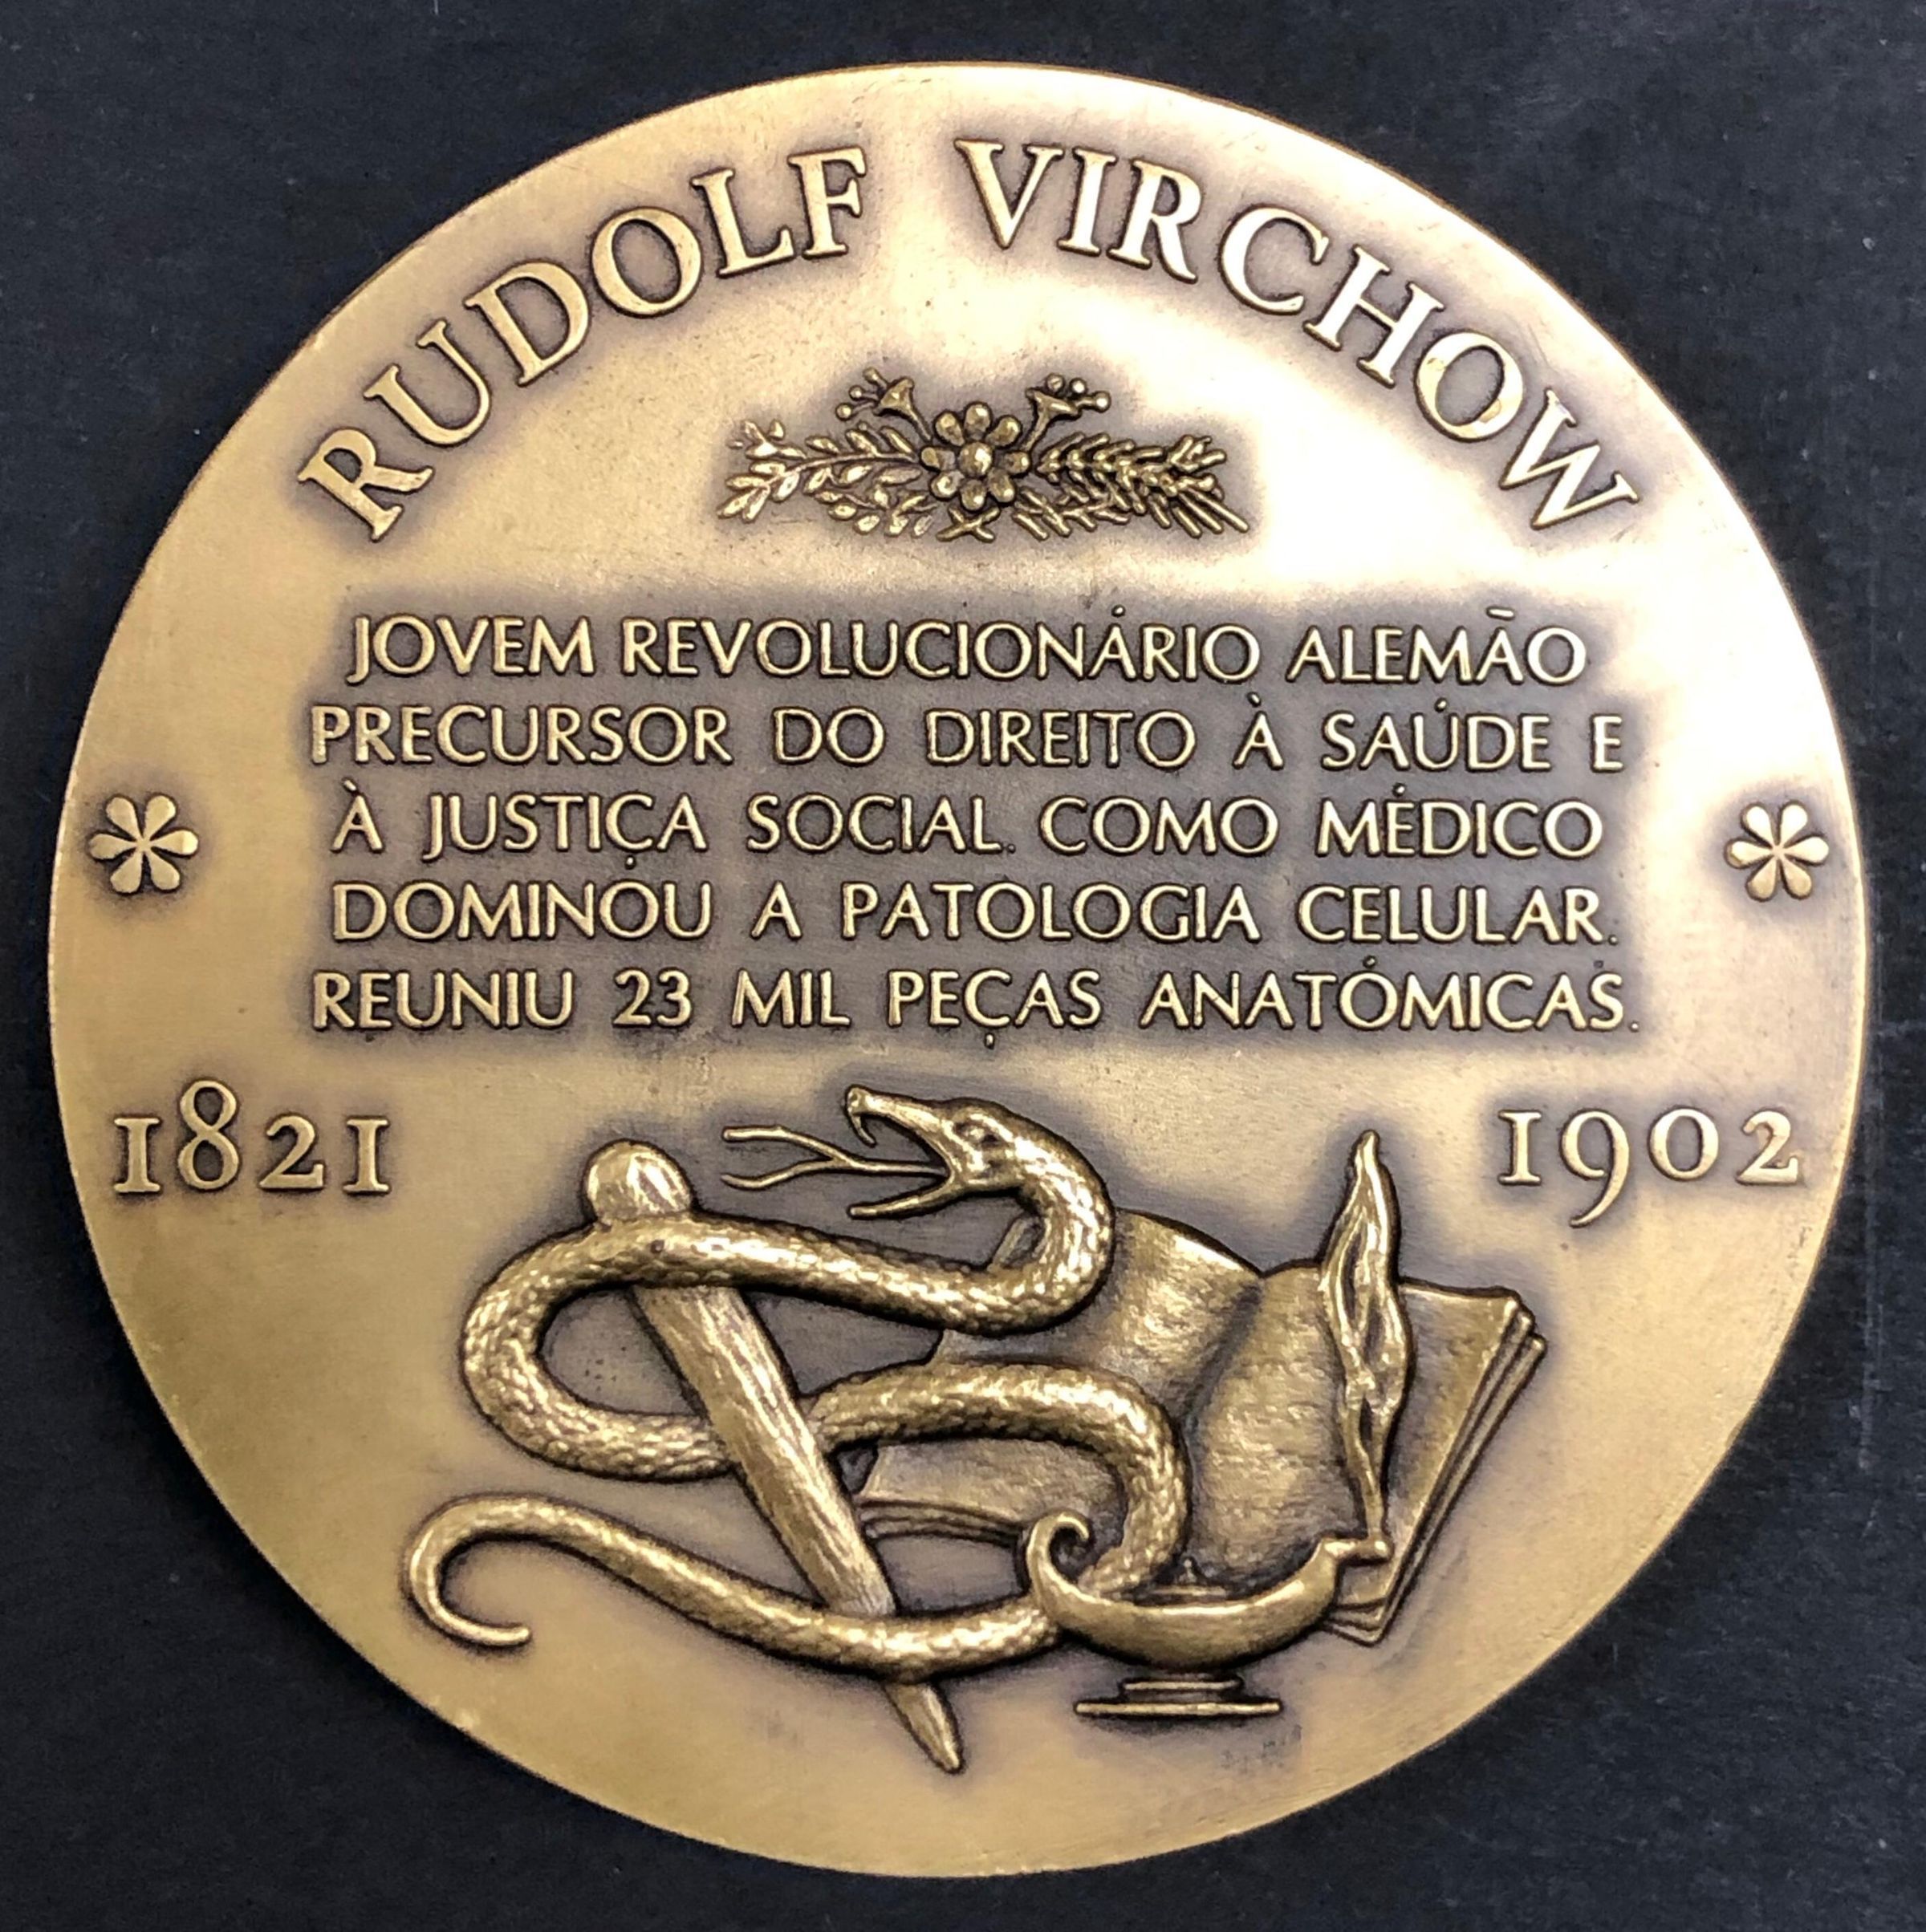 RUDOLF VIRCHOW
JOVEM REVOLUCIONÁRIO ALEMÃO
PRECURSOR DO DIREITO À SAÚDE E
À JUSTIÇA SOCIAL. COMO MÉDICO
DOMINOU A PATOLOGIA CELULAR.
REUNIU 23 MIL PEÇAS ANATÓMICAS.
1821 1902